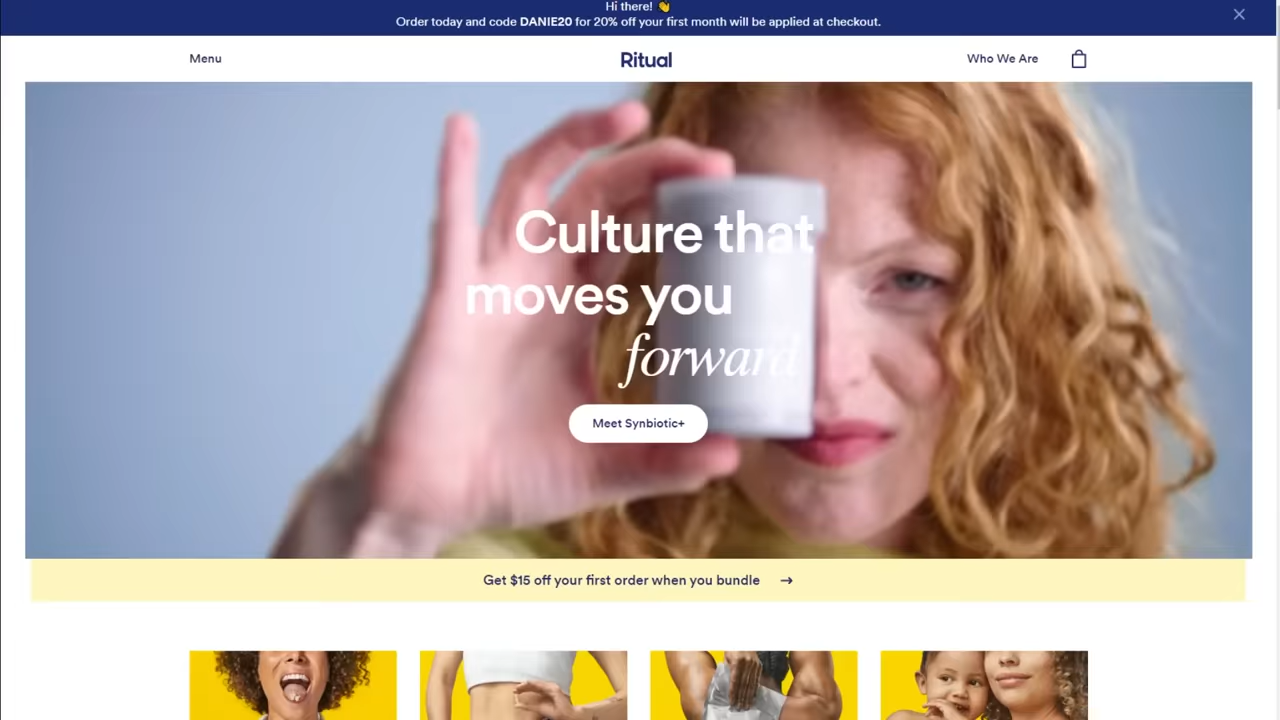 Hi there! 👋
Order today and code DANIE20 for 20% off your first month will be applied at checkout.
Menu
Ritual
Who We Are
Culture that
moves you
forward
Meet Synbiotic+
Get $15 off your first order when you bundle →